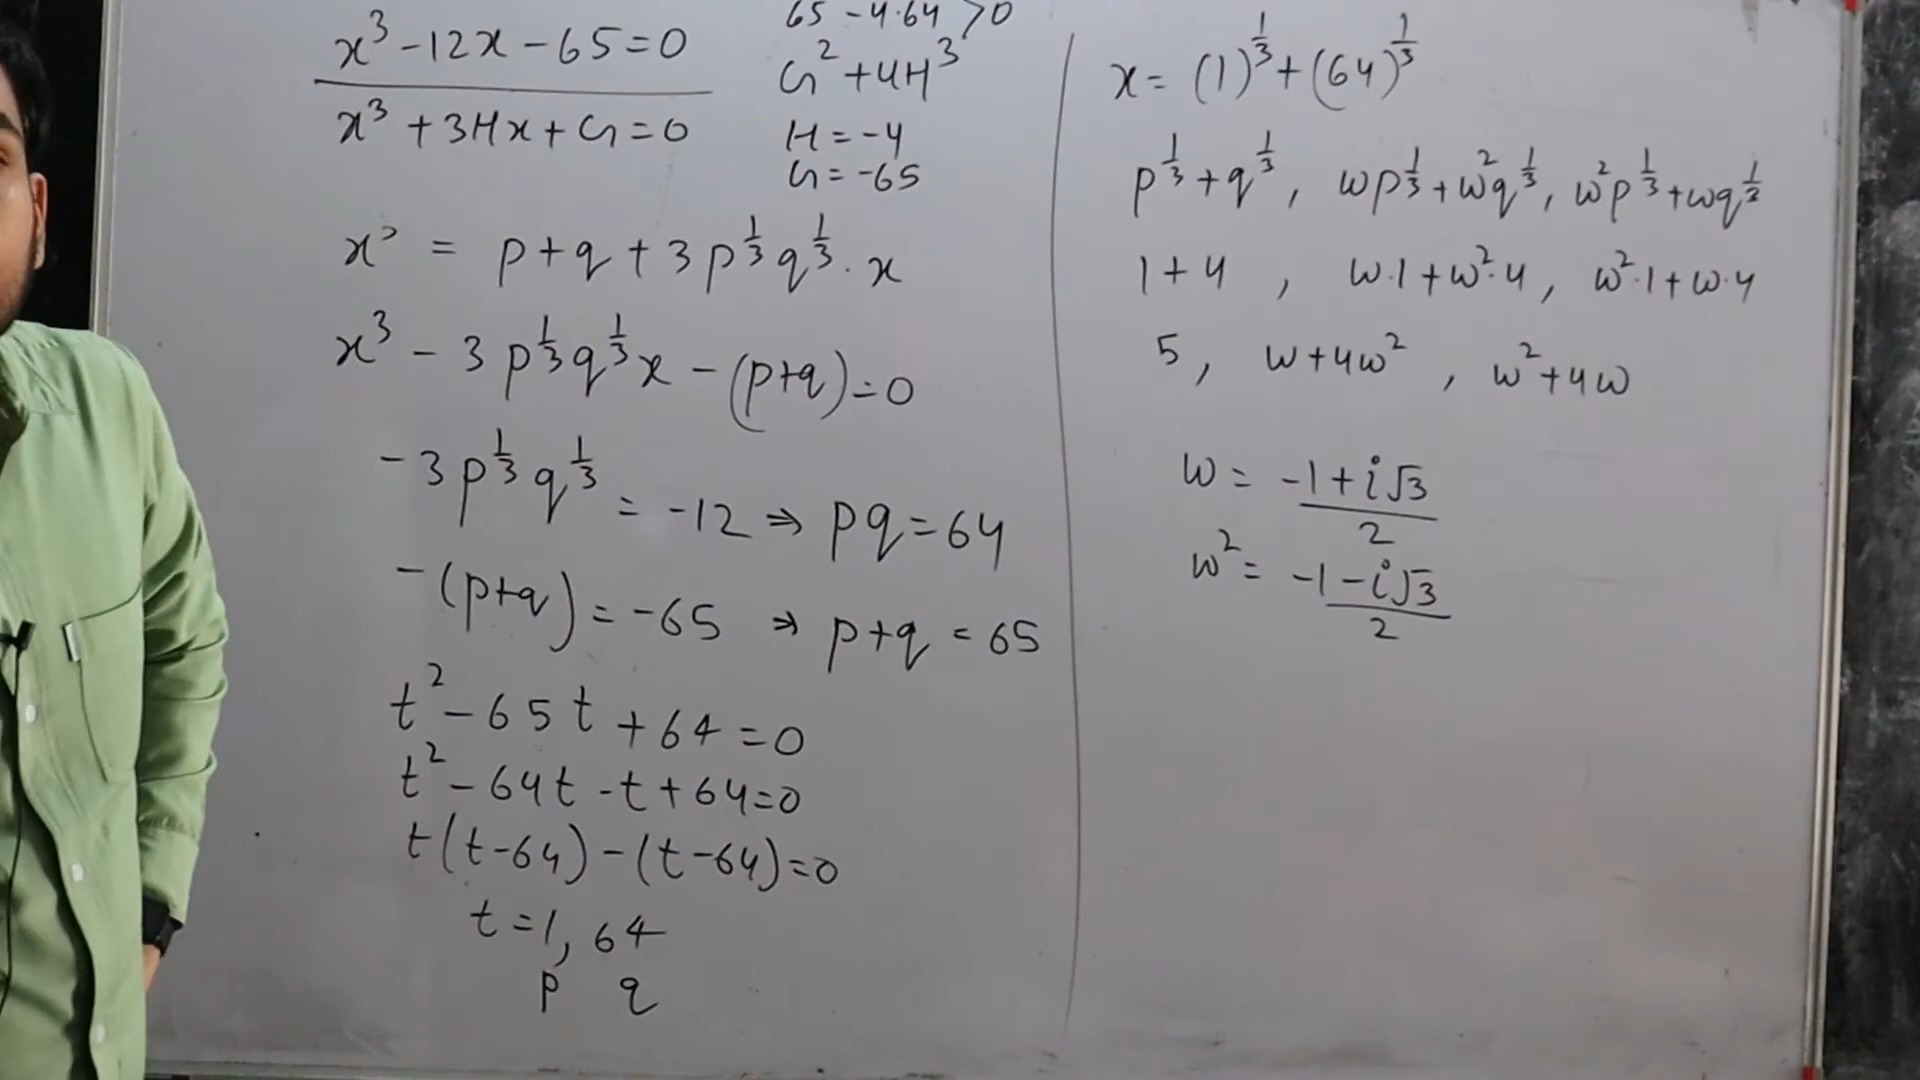 x³ - 12x - 65 = 0
x³ + 3Hx + G = 0
65 - 4·64 > 0
G² + 4H³
H = -4
G = -65
x³ = p + q + 3p^{1/3}q^{1/3}·x
x³ - 3p^{1/3}q^{1/3}x - (p+q) = 0
-3p^{1/3}q^{1/3} = -12 ⇒ pq = 64
-(p+q) = -65 ⇒ p+q = 65
t² - 65t + 64 = 0
t² - 64t - t + 64 = 0
t(t-64) - (t-64) = 0
t = 1, 64
p q
x = (1)^{1/3} + (64)^{1/3}
p^{1/3} + q^{1/3}, ωp^{1/3} + ω²q^{1/3}, ω²p^{1/3} + ωq^{1/3}
1 + 4, ω·1 + ω²·4, ω²·1 + ω·4
5, ω + 4ω², ω² + 4ω
ω = (-1 + i√3)/2
ω² = (-1 - i√3)/2